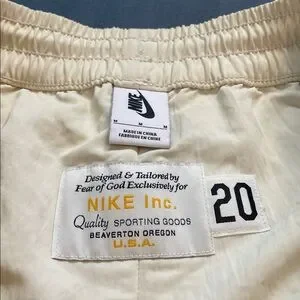 NIKE
M M M
MADE IN CHINA
FABRIQUE EN CHINE
Designed & Tailored by
Fear of God Exclusively for
NIKE Inc.
Quality SPORTING GOODS
BEAVERTON OREGON
U.S.A.
20